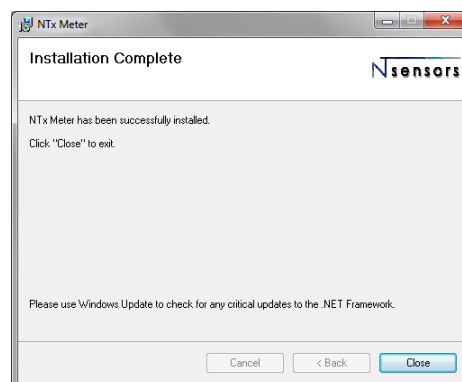 NTx Meter
Installation Complete
NTsensors
NTx Meter has been successfully installed.
Click "Close" to exit.
Please use Windows Update to check for any critical updates to the .NET Framework.
Cancel
< Back
Close